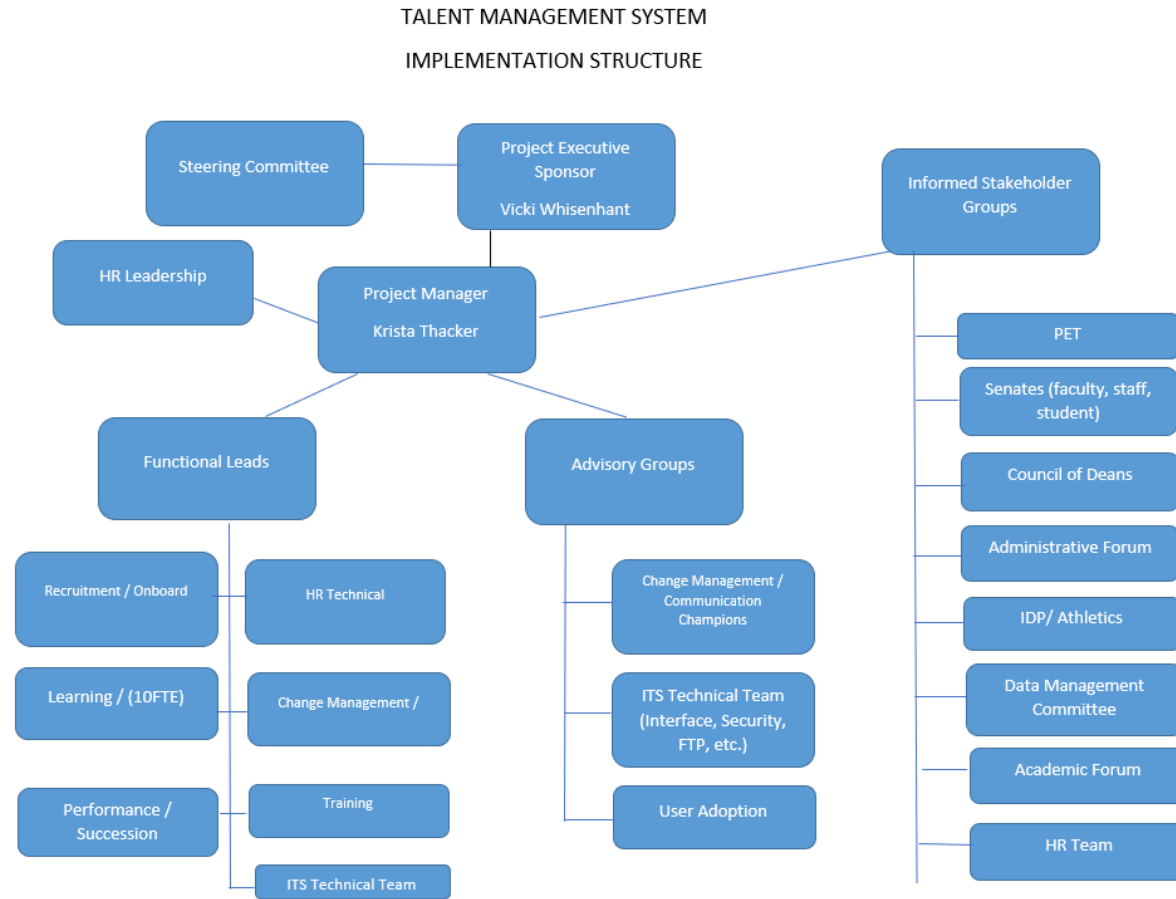 TALENT MANAGEMENT SYSTEM
IMPLEMENTATION STRUCTURE
Steering Committee
Project Executive
Sponsor
Vicki Whisenhant
Informed Stakeholder
Groups
HR Leadership
Project Manager
Krista Thacker
Functional Leads
Advisory Groups
Recruitment / Onboard
HR Technical
Learning / (10FTE)
Change Management /
Performance /
Succession
Training
ITS Technical Team
Change Management /
Communication
Champions
ITS Technical Team
(Interface, Security,
FTP, etc.)
User Adoption
PET
Senates (faculty, staff,
student)
Council of Deans
Administrative Forum
IDP/ Athletics
Data Management
Committee
Academic Forum
HR Team